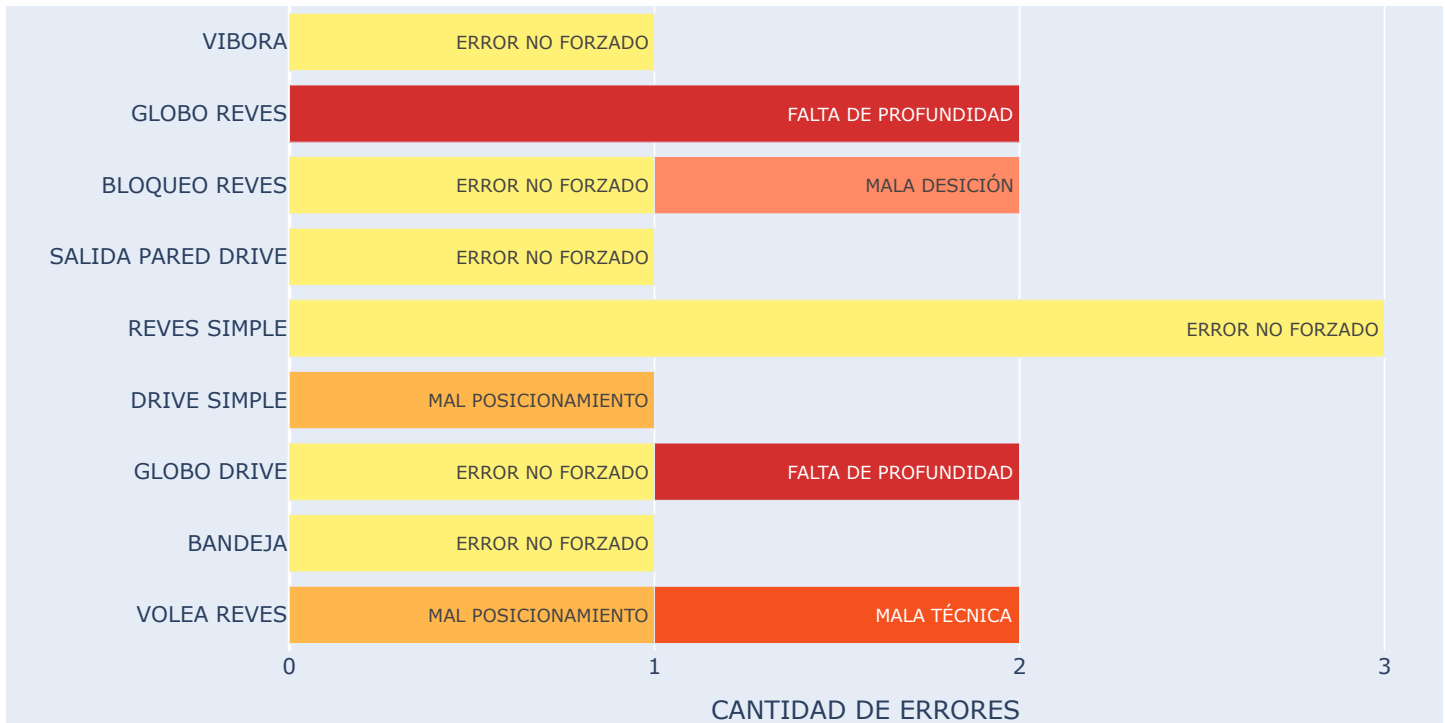 VIBORA ERROR NO FORZADO
GLOBO REVES FALTA DE PROFUNDIDAD
BLOQUEO REVES ERROR NO FORZADO MALA DESICIÓN
SALIDA PARED DRIVE ERROR NO FORZADO
REVES SIMPLE ERROR NO FORZADO
DRIVE SIMPLE MAL POSICIONAMIENTO
GLOBO DRIVE ERROR NO FORZADO FALTA DE PROFUNDIDAD
BANDEJA ERROR NO FORZADO
VOLEA REVES MAL POSICIONAMIENTO MALA TÉCNICA
0 1 2 3
CANTIDAD DE ERRORES